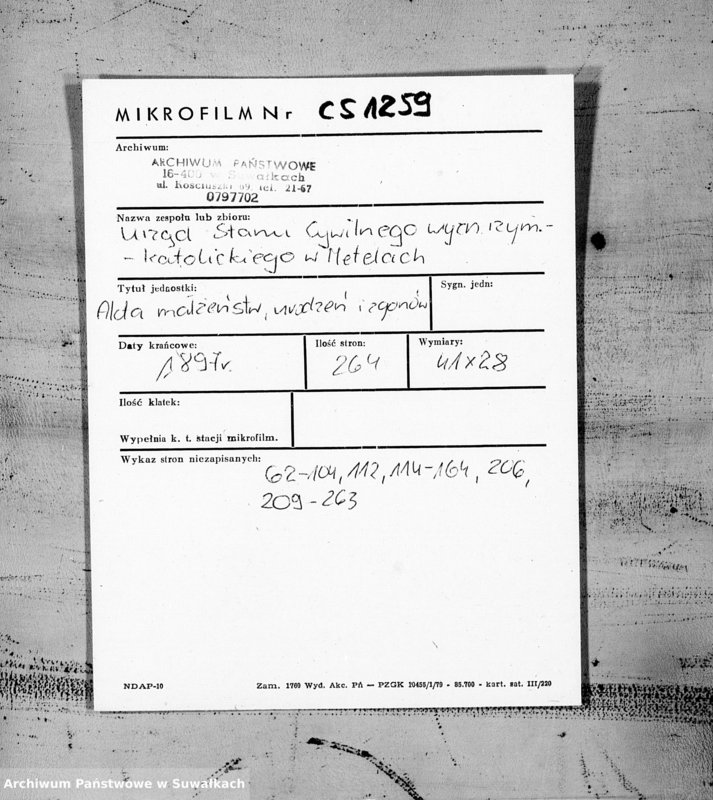 MIKROFILM Nr CS 1259
Archiwum:
ARCHIWUM PAŃSTWOWE
16-400 w Suwałkach
ul. Kościuszki 69, tel. 21-67
0797702
Nazwa zespołu lub zbioru:
Urząd Stanu Cywilnego wyzn. rzym.-
- katolickiego w Metelach
Tytuł jednostki:
Sygn. jedn:
Akta małżeństw, urodzeń i zgonów
Daty krańcowe:
Ilość stron:
Wymiary:
1897r.
264
41x28
Ilość klatek:
Wypełnia k. t. stacji mikrofilm.
Wykaz stron niezapisanych:
62-104, 112, 114-164, 206,
209-263
NDAP-10
Zam. 1760 Wyd. Akc. Pń — PZGK 10455/1/79 - 85.700 - kart. sat. III/220
Archiwum Państwowe w Suwałkach